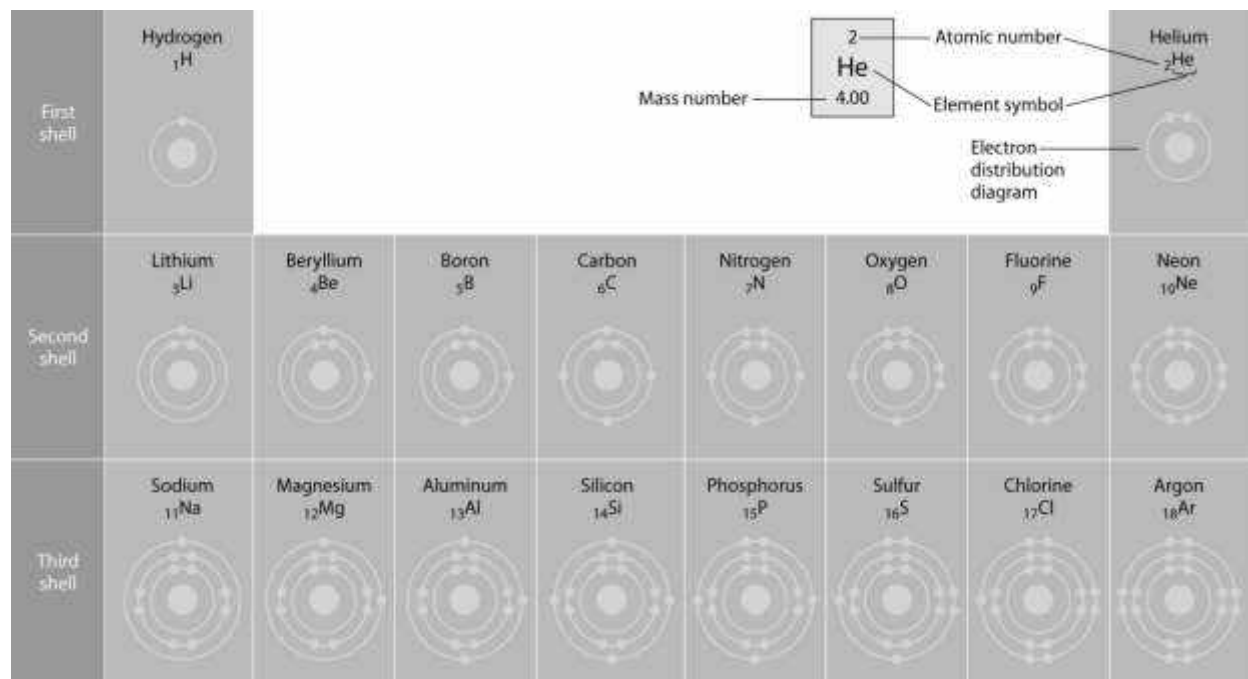 Hydrogen
₁H
2
Atomic number
Helium
₂He
He
Mass number
4.00
Element symbol
First
shell
Electron
distribution
diagram
Lithium
₃Li
Beryllium
₄Be
Boron
₅B
Carbon
₆C
Nitrogen
₇N
Oxygen
₈O
Fluorine
₉F
Neon
₁₀Ne
Second
shell
Sodium
₁₁Na
Magnesium
₁₂Mg
Aluminum
₁₃Al
Silicon
₁₄Si
Phosphorus
₁₅P
Sulfur
₁₆S
Chlorine
₁₇Cl
Argon
₁₈Ar
Third
shell